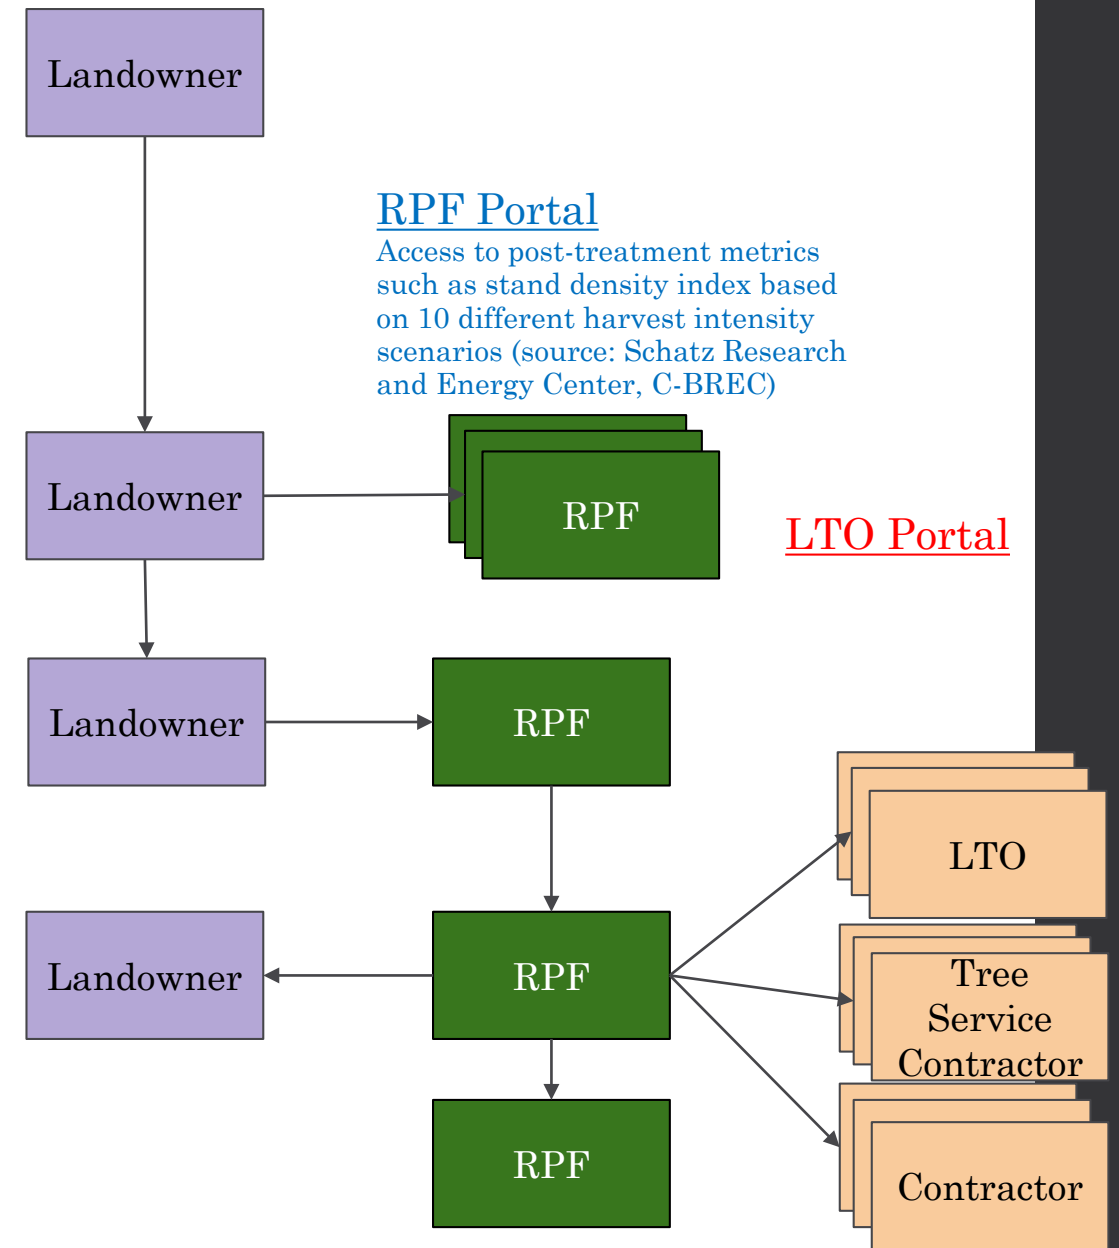 Landowner
RPF Portal
Access to post-treatment metrics
such as stand density index based
on 10 different harvest intensity
scenarios (source: Schatz Research
and Energy Center, C-BREC)
Landowner
RPF
LTO Portal
Landowner
RPF
LTO
Landowner
RPF
Tree
Service
Contractor
RPF
Contractor